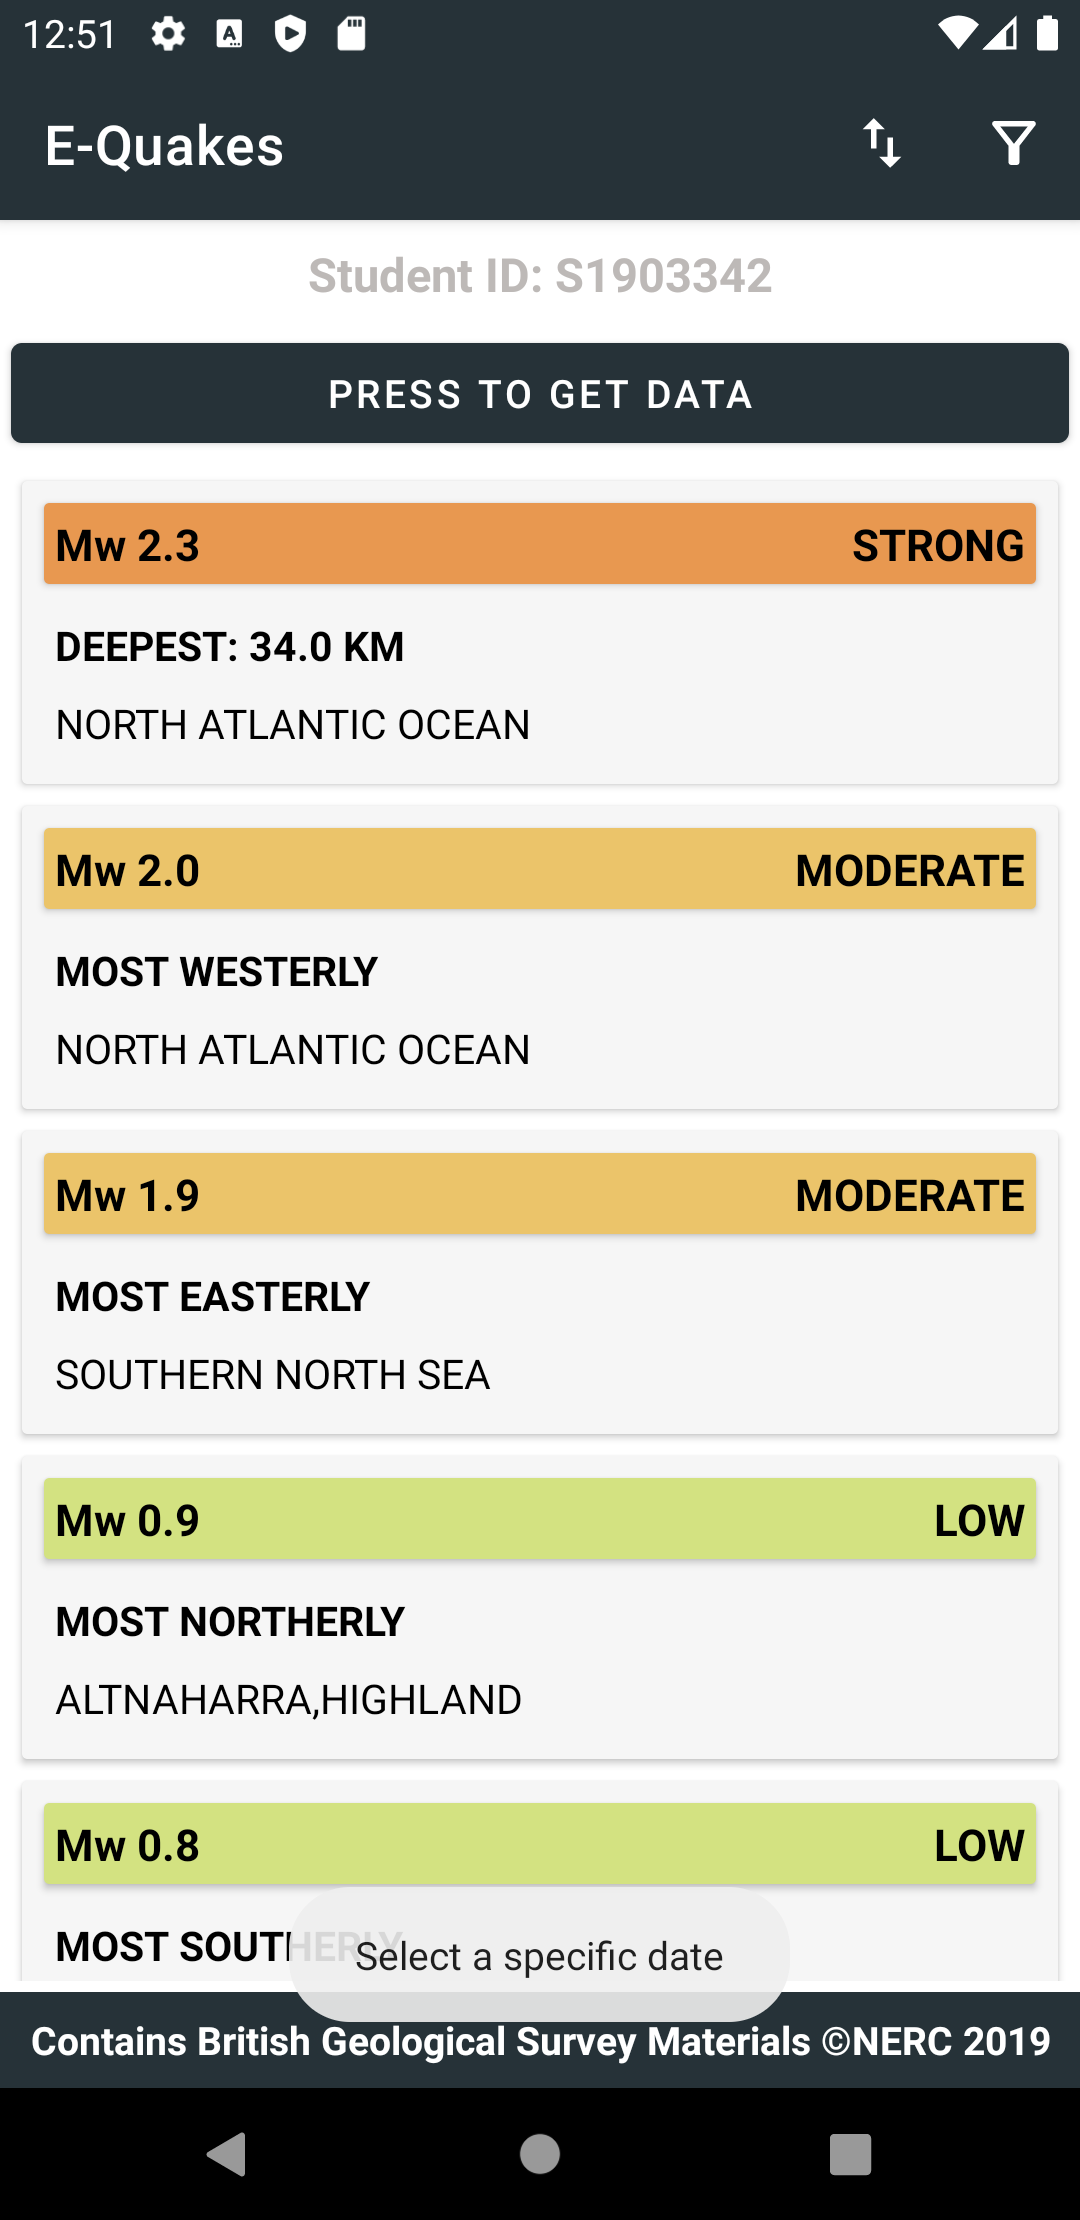 12:51
E-Quakes
Student ID: S1903342
PRESS TO GET DATA
Mw 2.3 STRONG
DEEPEST: 34.0 KM
NORTH ATLANTIC OCEAN
Mw 2.0 MODERATE
MOST WESTERLY
NORTH ATLANTIC OCEAN
Mw 1.9 MODERATE
MOST EASTERLY
SOUTHERN NORTH SEA
Mw 0.9 LOW
MOST NORTHERLY
ALTNAHARRA,HIGHLAND
Mw 0.8 LOW
MOST SOUTHERLY
Select a specific date
Contains British Geological Survey Materials ©NERC 2019